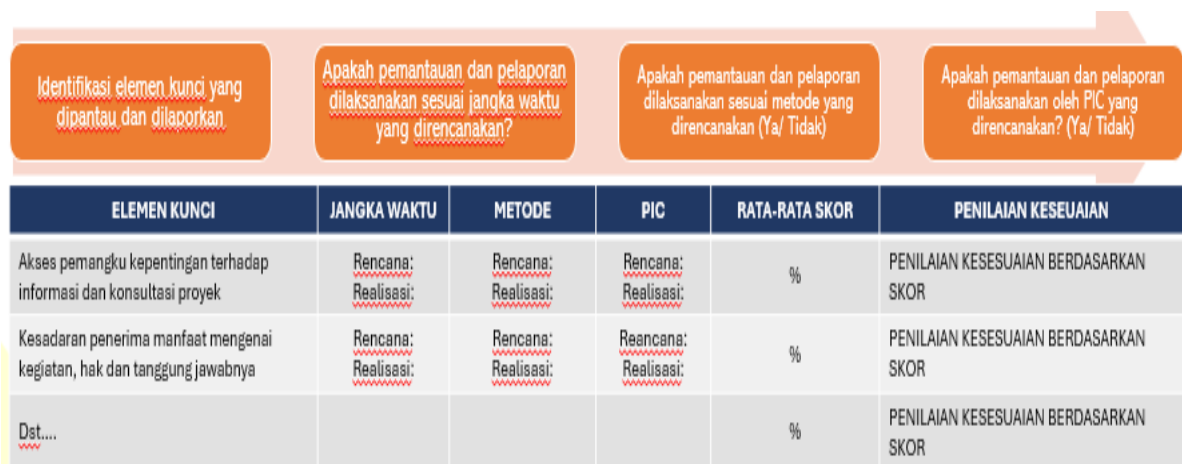 Identifikasi elemen kunci yang
dipantau dan dilaporkan
Apakah pemantauan dan pelaporan
dilaksanakan sesuai jangka waktu
yang direncanakan?
Apakah pemantauan dan pelaporan
dilaksanakan sesuai metode yang
direncanakan (Ya/ Tidak)
Apakah pemantauan dan pelaporan
dilaksanakan oleh PIC yang
direncanakan? (Ya/ Tidak)
ELEMEN KUNCI JANGKA WAKTU METODE PIC RATA-RATA SKOR PENILAIAN KESEUAIAN
Akses pemangku kepentingan terhadap
informasi dan konsultasi proyek
Rencana:
Realisasi:
Rencana:
Realisasi:
Rencana:
Realisasi:
%
PENILAIAN KESESUAIAN BERDASARKAN
SKOR
Kesadaran penerima manfaat mengenai
kegiatan, hak dan tanggung jawabnya
Rencana:
Realisasi:
Rencana:
Realisasi:
Reancana:
Realisasi:
%
PENILAIAN KESESUAIAN BERDASARKAN
SKOR
Dst....
%
PENILAIAN KESESUAIAN BERDASARKAN
SKOR